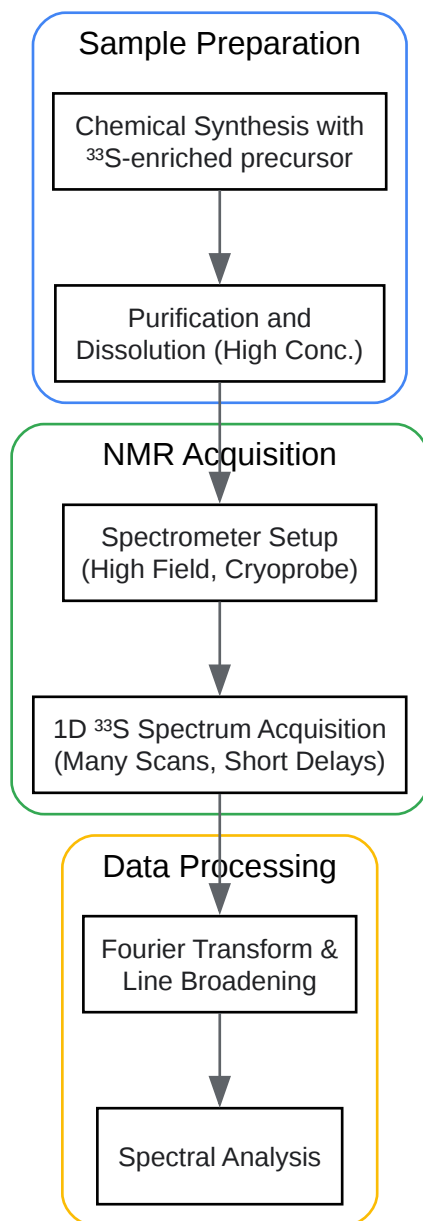 Sample Preparation
Chemical Synthesis with
³³S-enriched precursor
Purification and
Dissolution (High Conc.)
NMR Acquisition
Spectrometer Setup
(High Field, Cryoprobe)
1D ³³S Spectrum Acquisition
(Many Scans, Short Delays)
Data Processing
Fourier Transform &
Line Broadening
Spectral Analysis